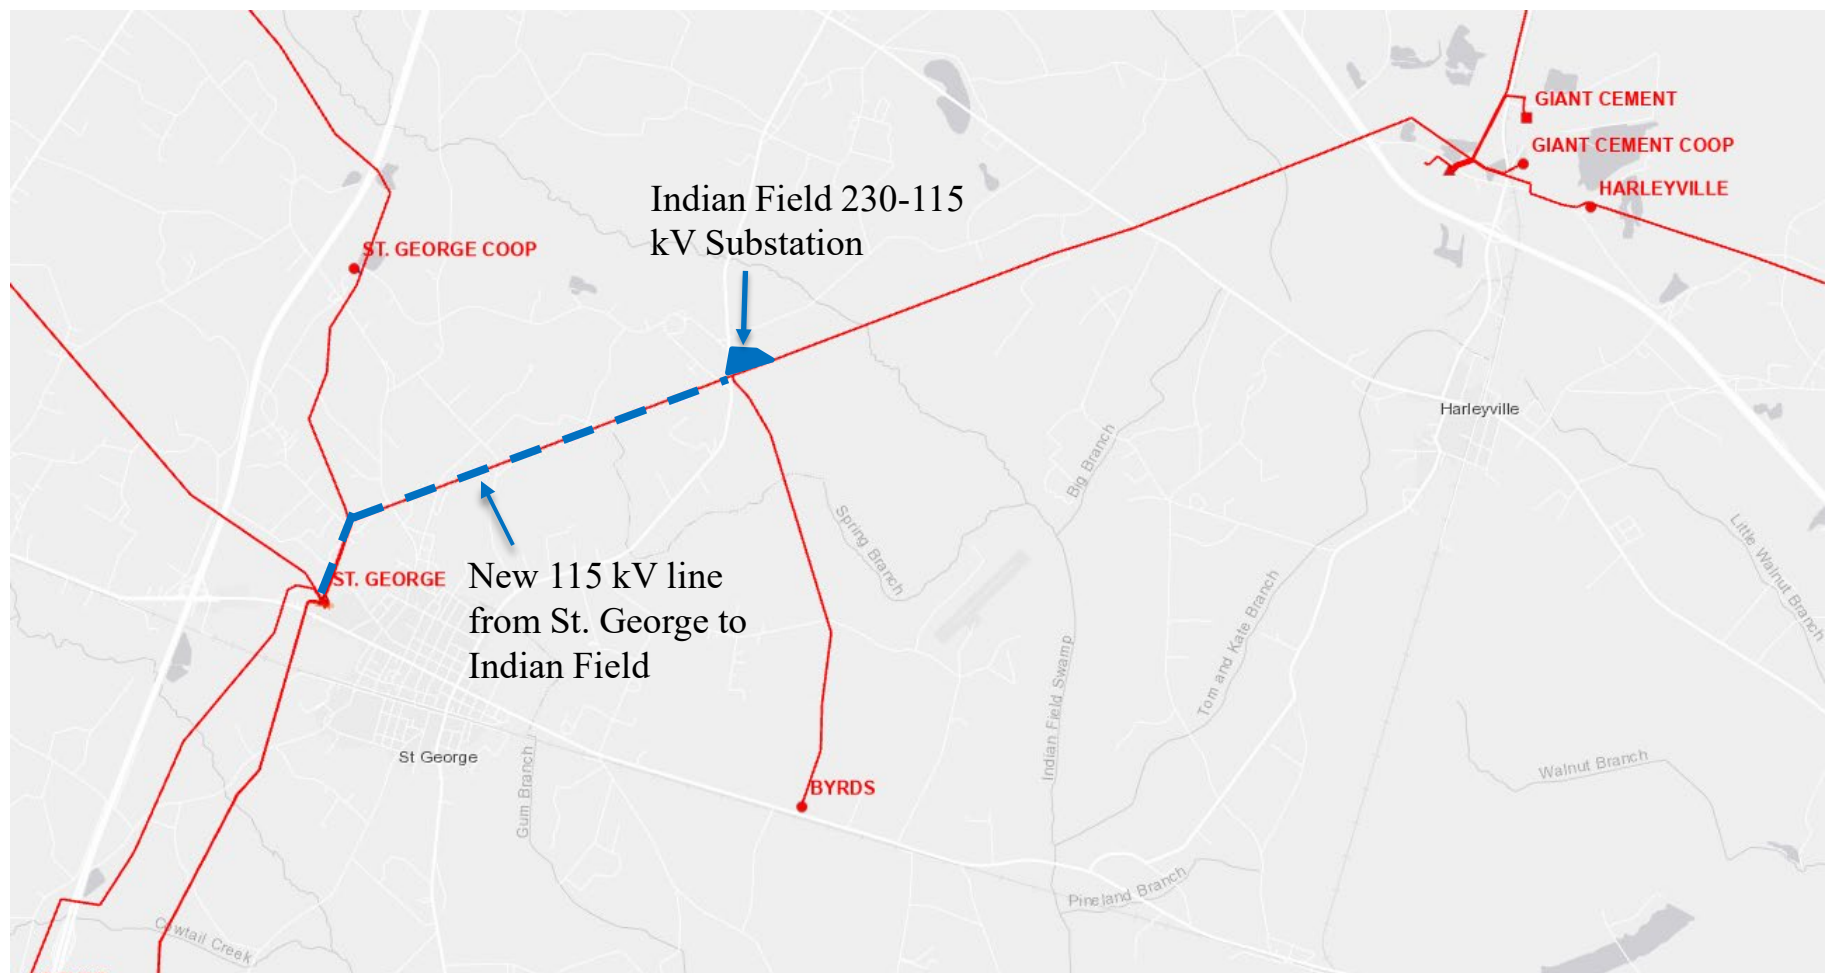 GIANT CEMENT
GIANT CEMENT COOP
HARLEYVILLE
Indian Field 230-115
kV Substation
ST. GEORGE COOP
Harleyville
Big Branch
Spring Branch
Little Walnut Branch
ST. GEORGE
New 115 kV line
from St. George to
Indian Field
Tom and Kate Branch
Indian Field Swamp
St George
Gum Branch
BYRDS
Walnut Branch
Pineland Branch
Cowtail Creek